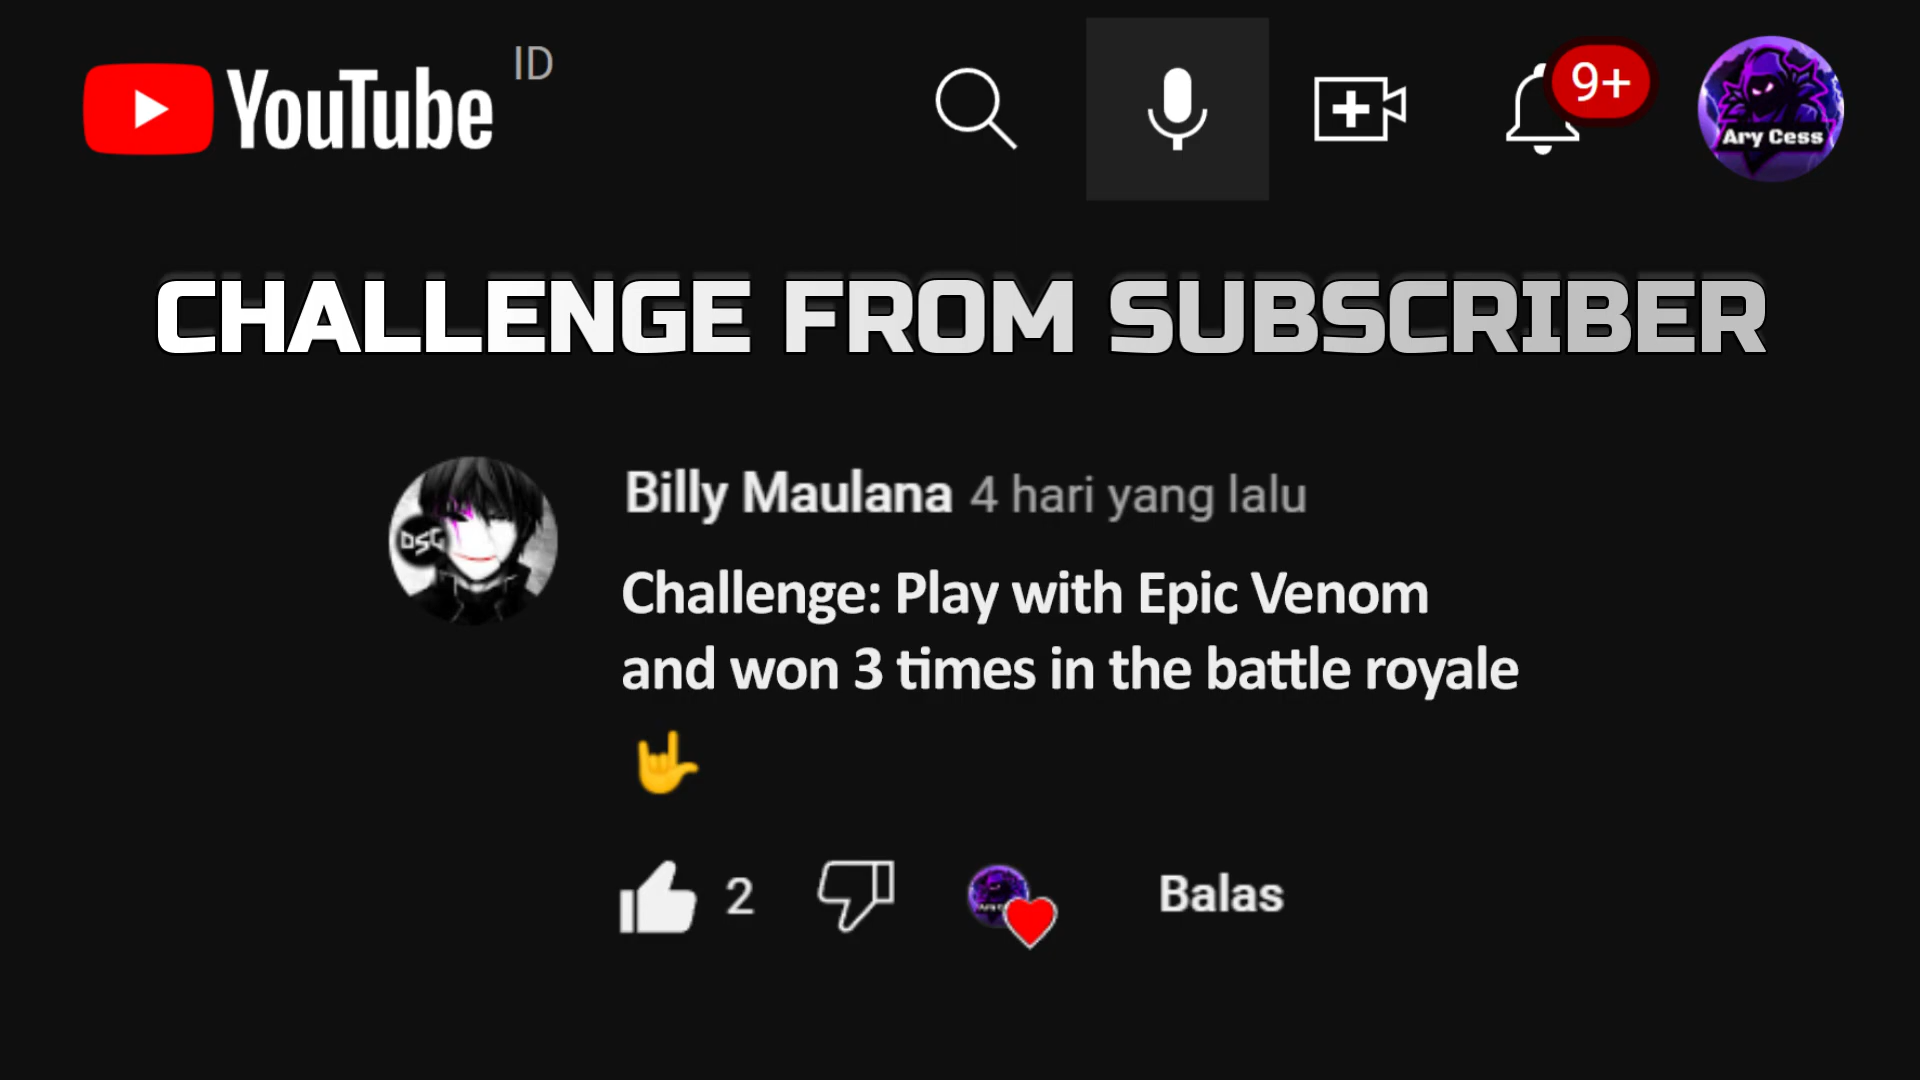 YouTube ID
9+
Ary Cess
CHALLENGE FROM SUBSCRIBER
Billy Maulana 4 hari yang lalu
DSG
Challenge: Play with Epic Venom
and won 3 times in the battle royale
2
Balas